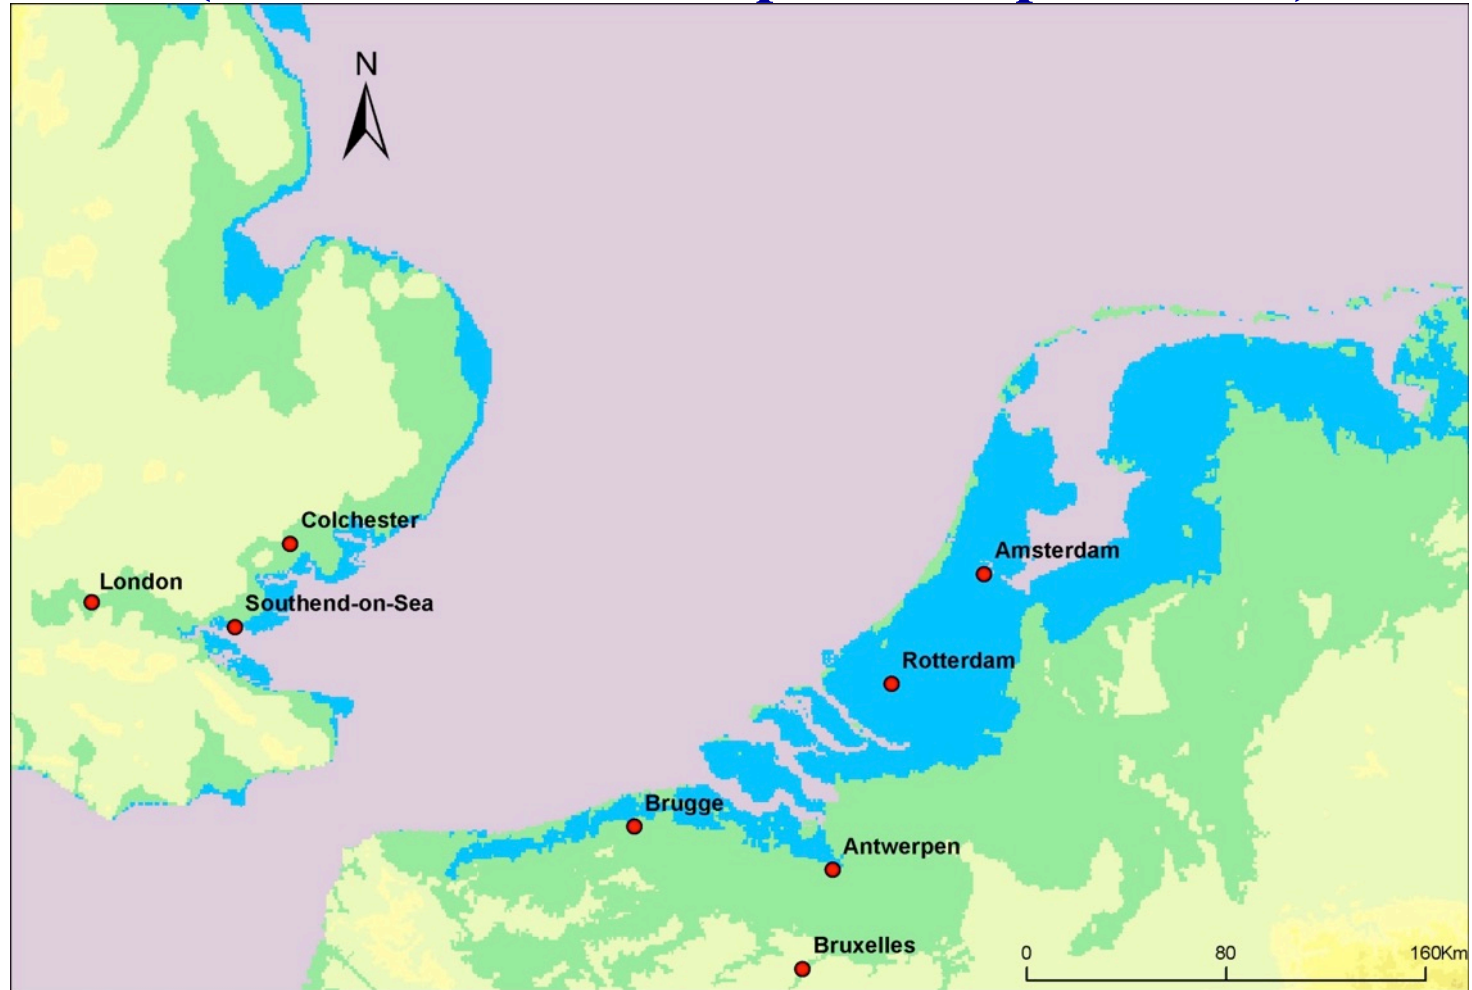 N
Colchester
London
Southend-on-Sea
Amsterdam
Rotterdam
Brugge
Antwerpen
Bruxelles
0 80 160Km